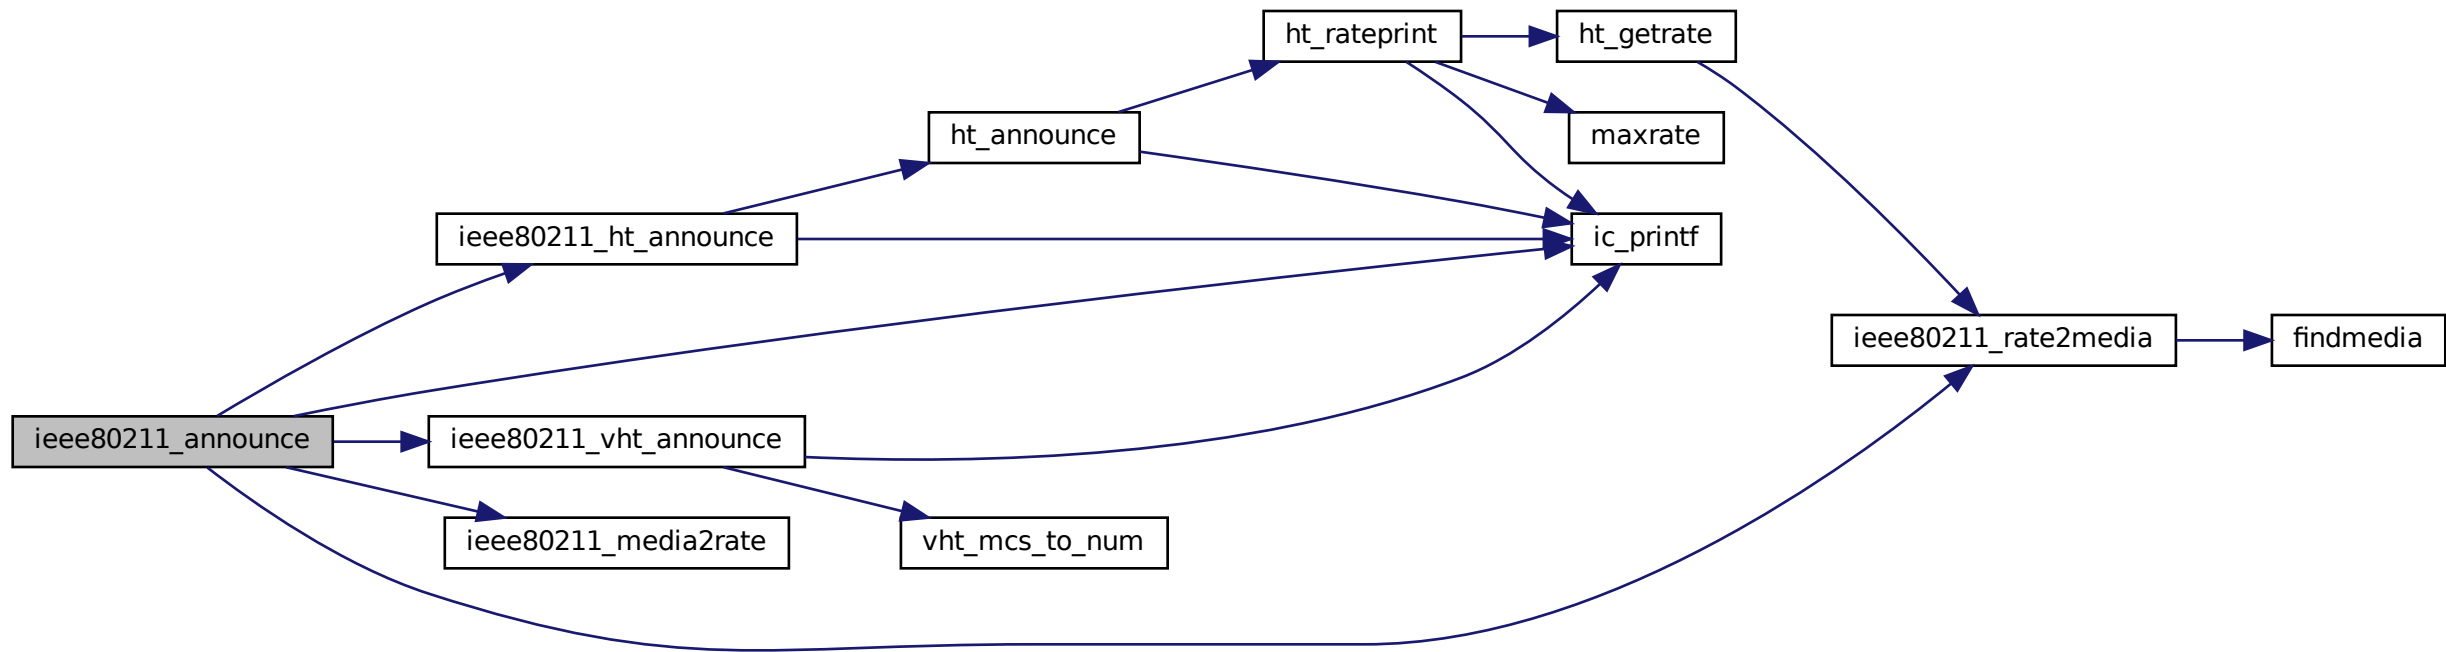 ht_rateprint
ht_getrate
ht_announce
maxrate
ieee80211_ht_announce
ic_printf
ieee80211_rate2media
findmedia
ieee80211_announce
ieee80211_vht_announce
ieee80211_media2rate
vht_mcs_to_num